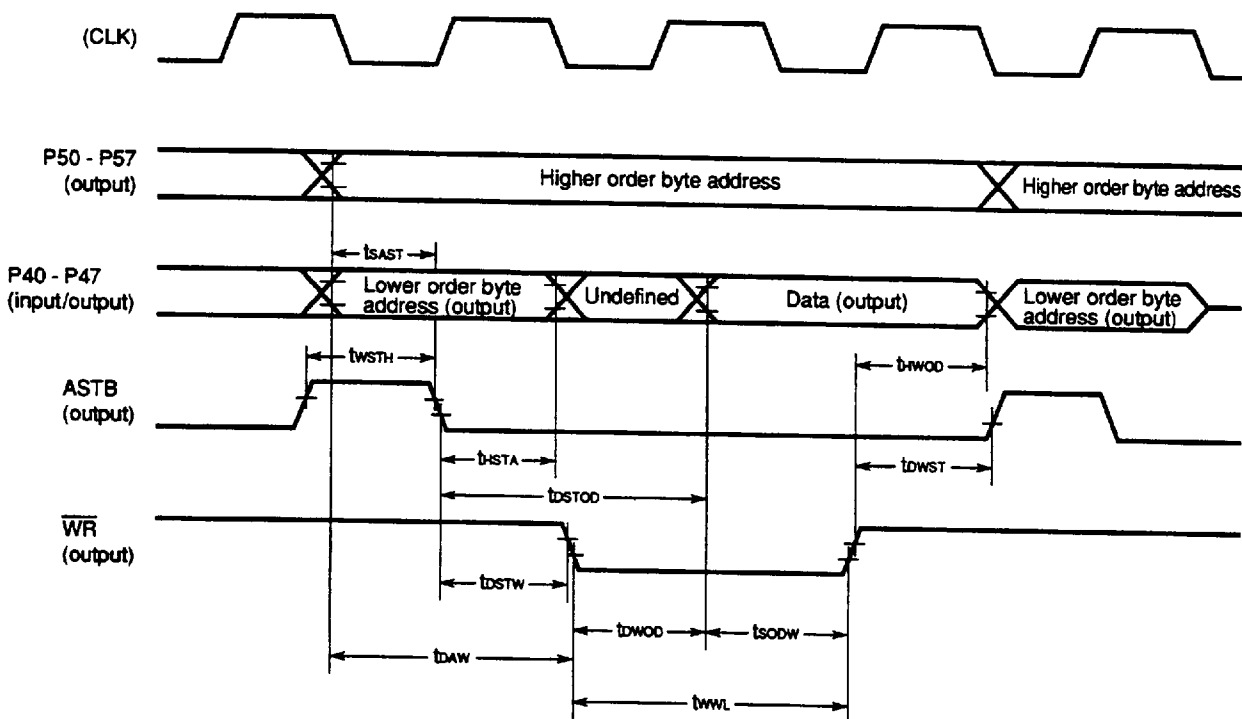 (CLK)
P50 - P57
(output)
Higher order byte address
Higher order byte address
tSAST
P40 - P47
(input/output)
Lower order byte
address (output)
Undefined
Data (output)
Lower order byte
address (output)
tWSTH
tHWOD
ASTB
(output)
tHSTA
tDWST
tDSTOD
WR
(output)
tDSTW
tDWOD
tSODW
tDAW
tWWL